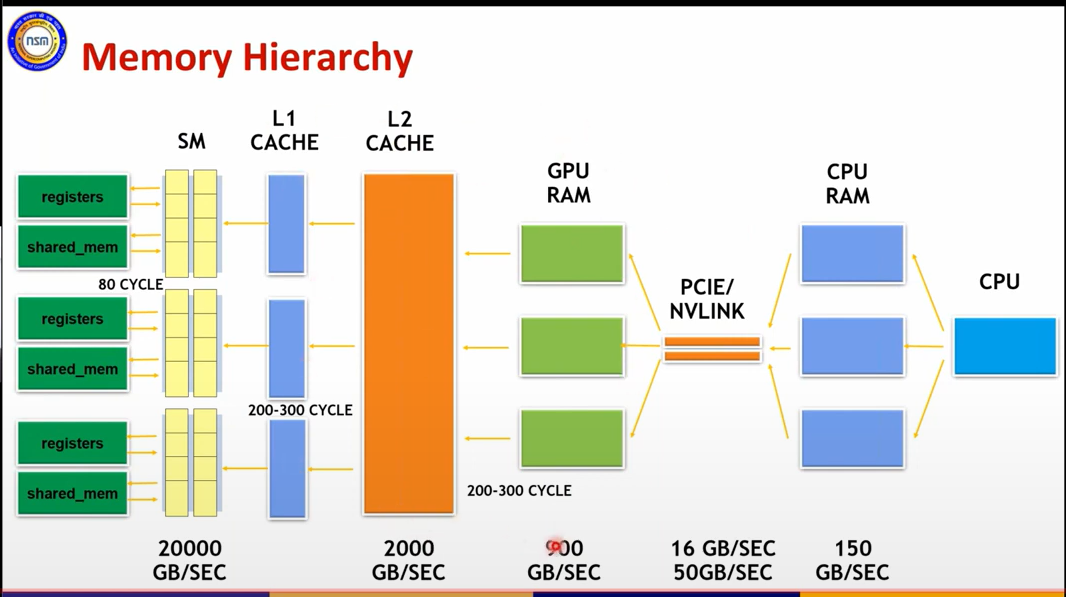 nsm
Memory Hierarchy
SM
L1
CACHE
L2
CACHE
GPU
RAM
CPU
RAM
PCIE/
NVLINK
CPU
registers
shared_mem
80 CYCLE
registers
shared_mem
200-300 CYCLE
registers
shared_mem
200-300 CYCLE
20000
GB/SEC
2000
GB/SEC
900
GB/SEC
16 GB/SEC
50GB/SEC
150
GB/SEC